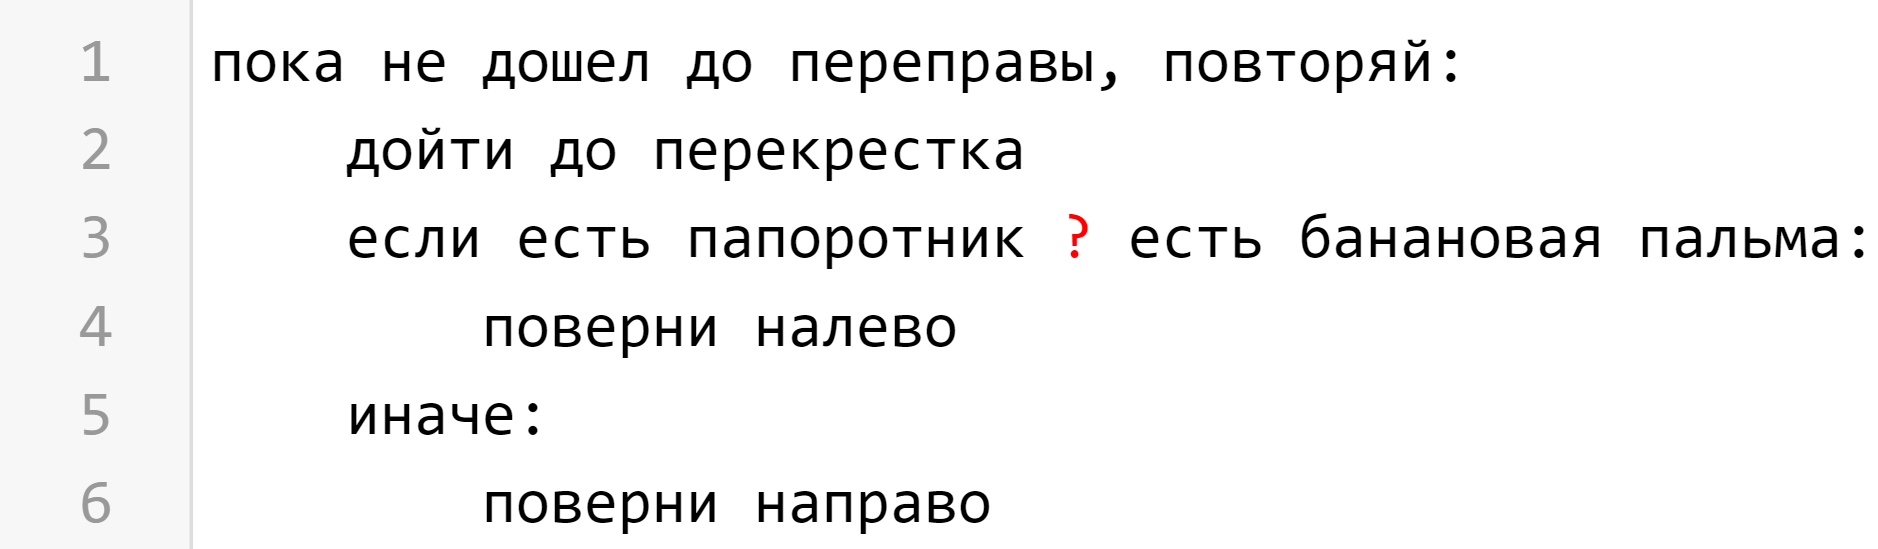 1 пока не дошел до переправы, повторяй:
2     дойти до перекрестка
3     если есть папоротник ? есть банановая пальма:
4         поверни налево
5     иначе:
6         поверни направо